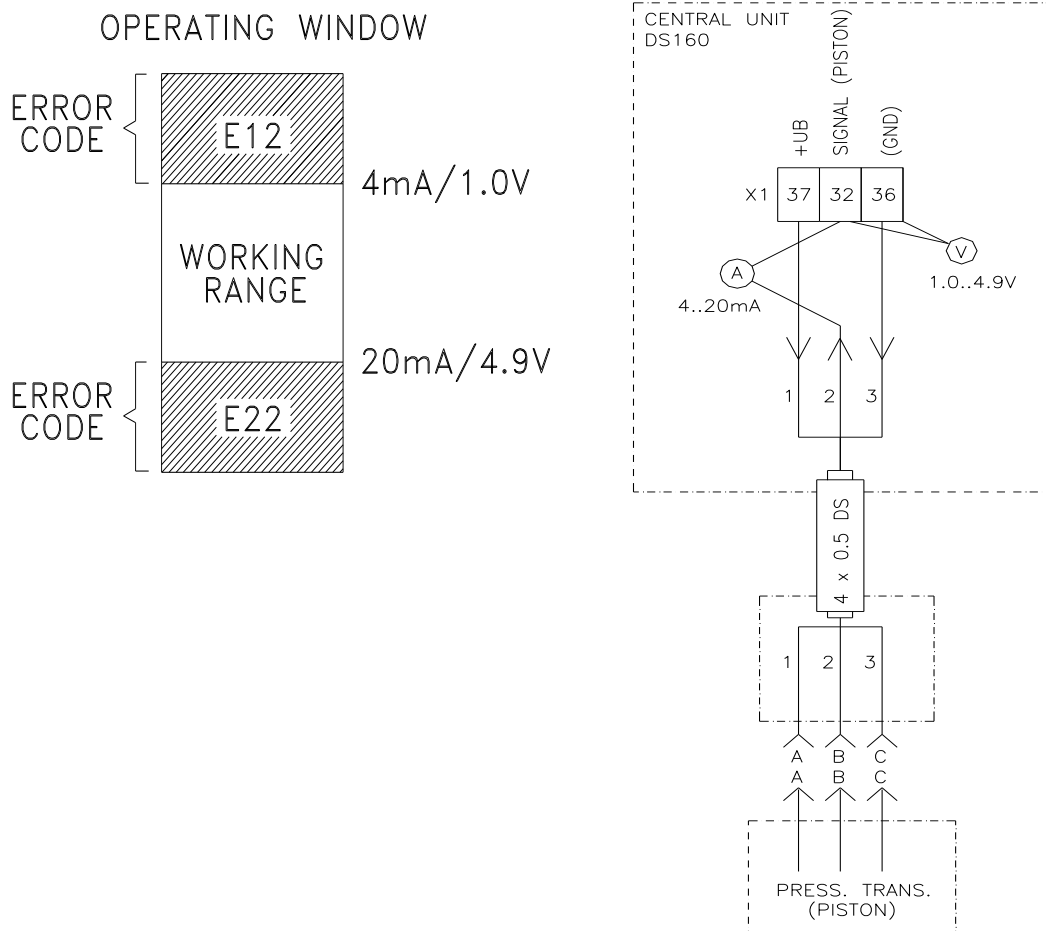 OPERATING WINDOW
ERROR
CODE
E12
4mA/1.0V
WORKING
RANGE
20mA/4.9V
ERROR
CODE
E22
CENTRAL UNIT
DS160
+UB
SIGNAL (PISTON)
(GND)
X1 37 32 36
A
V
4..20mA
1.0..4.9V
1 2 3
4 x 0.5 DS
1 2 3
A B C
A B C
PRESS. TRANS.
(PISTON)